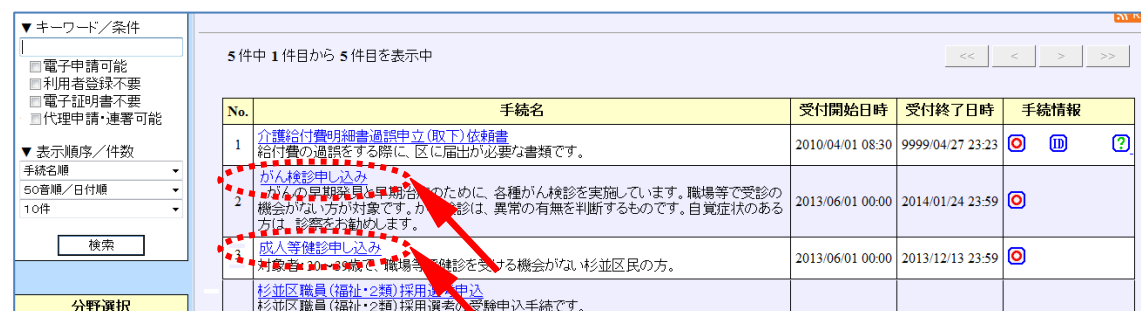 ▼ キーワード／条件
電子申請可能
利用者登録不要
電子証明書不要
代理申請・連署可能
▼ 表示順序／件数
手続名順
50音順／日付順
10件
検索
分野選択
5件中 1件目から 5件目を表示中
<< < > >>
No. 手続名 受付開始日時 受付終了日時 手続情報
1 介護給付費明細書過誤申立(取下)依頼書
給付費の過誤をする際に、区に届出が必要な書類です。
2010/04/01 08:30 9999/04/27 23:23 ID ?
がん検診申し込み
がんの早期発見と早期治療のために、各種がん検診を実施しています。職場等で受診の
2 機会がない方が対象です。がん検診は、異常の有無を判断するものです。自覚症状のある
方は、診察をお勧めします。
2013/06/01 00:00 2014/01/24 23:59
3 成人等健診申し込み
対象者:30～39歳で、職場等で健診を受ける機会がない杉並区民の方。
2013/06/01 00:00 2013/12/13 23:59
杉並区職員(福祉・2類)採用選考申込
杉並区職員(福祉・2類)採用選考の受験申込手続です。